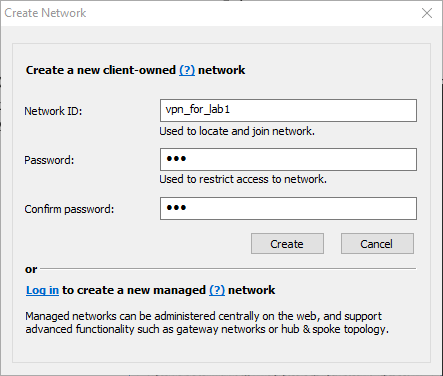 Create Network
Create a new client-owned (?) network
Network ID:
vpn_for_lab1
Used to locate and join network.
Password:
●●●
Used to restrict access to network.
Confirm password:
●●●
Create
Cancel
or
Log in to create a new managed (?) network
Managed networks can be administered centrally on the web, and support
advanced functionality such as gateway networks or hub & spoke topology.